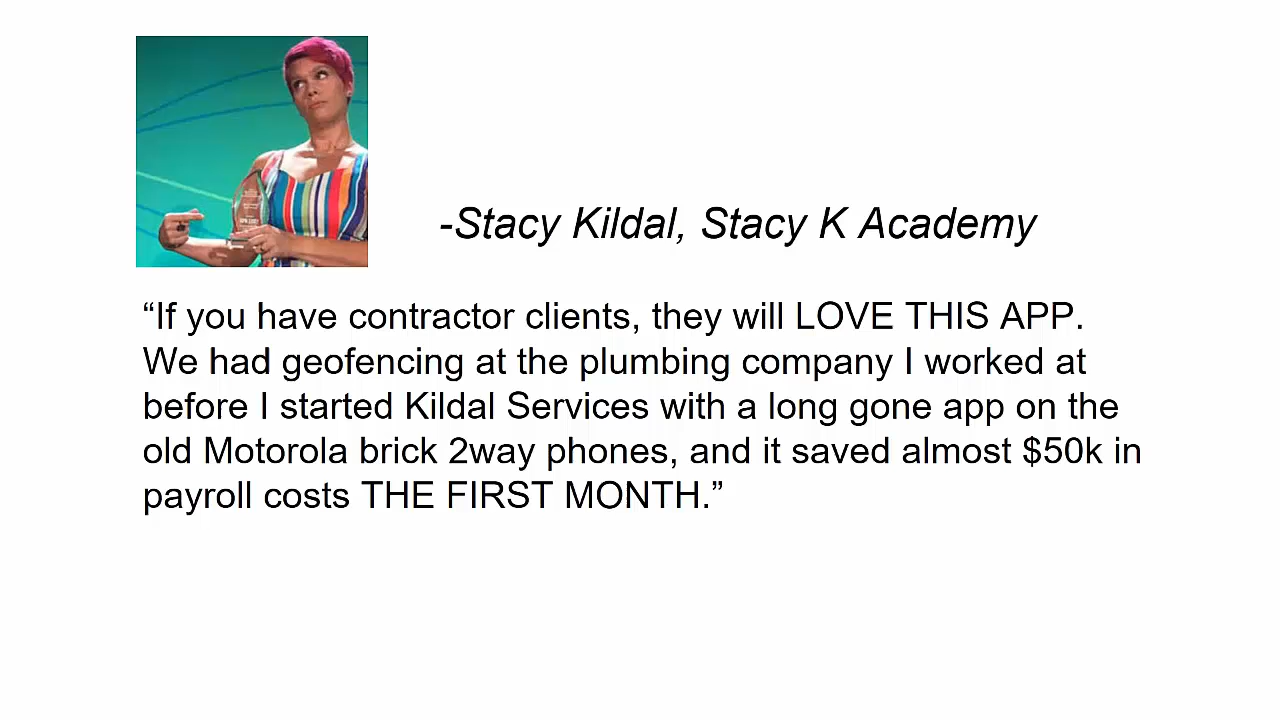 -Stacy Kildal, Stacy K Academy
“If you have contractor clients, they will LOVE THIS APP.
We had geofencing at the plumbing company I worked at
before I started Kildal Services with a long gone app on the
old Motorola brick 2way phones, and it saved almost $50k in
payroll costs THE FIRST MONTH.”